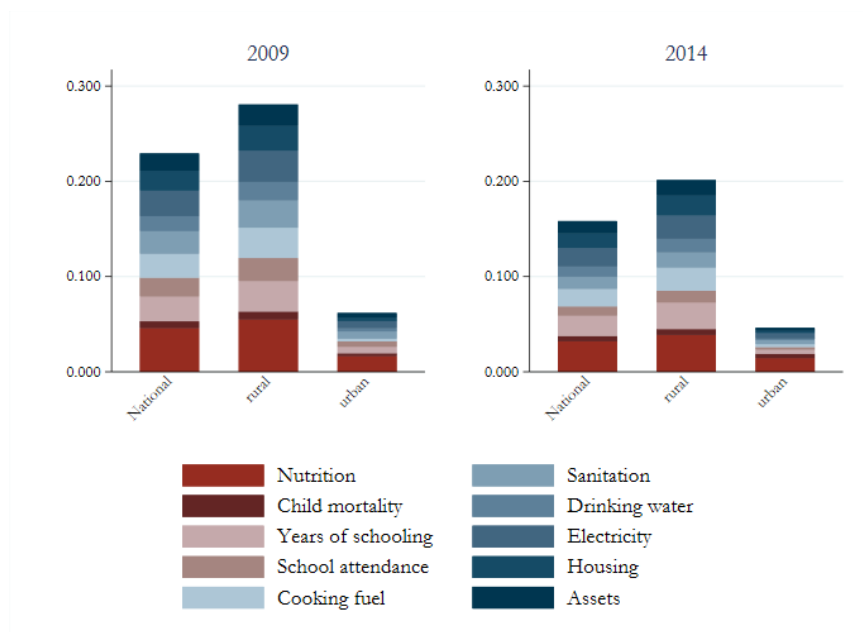 2009
0.300
0.200
0.100
0.000
National
rural
urban
2014
0.300
0.200
0.100
0.000
National
rural
urban
Nutrition
Child mortality
Years of schooling
School attendance
Cooking fuel
Sanitation
Drinking water
Electricity
Housing
Assets